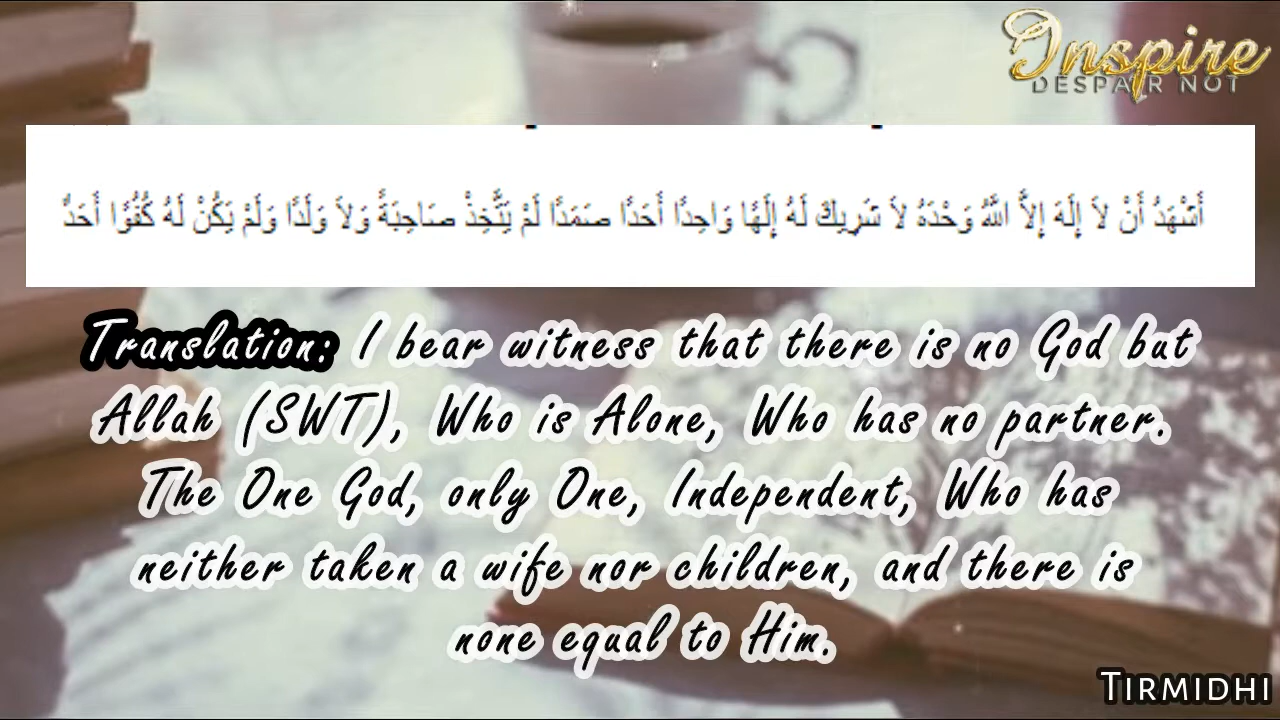 Inspire
DESPAIR NOT
أَشْهَدُ أَنْ لاَ إِلَهَ إِلاَّ اللَّهُ وَحْدَهُ لاَ شَرِيكَ لَهُ إِلَهًا وَاحِدًا أَحَدًا صَمَدًا لَمْ يَتَّخِذْ صَاحِبَةً وَلاَ وَلَدًا وَلَمْ يَكُنْ لَهُ كُفُوًا أَحَدٌ
Translation: I bear witness that there is no God but
Allah (SWT), Who is Alone, Who has no partner.
The One God, only One, Independent, Who has
neither taken a wife nor children, and there is
none equal to Him.
TIRMIDHI